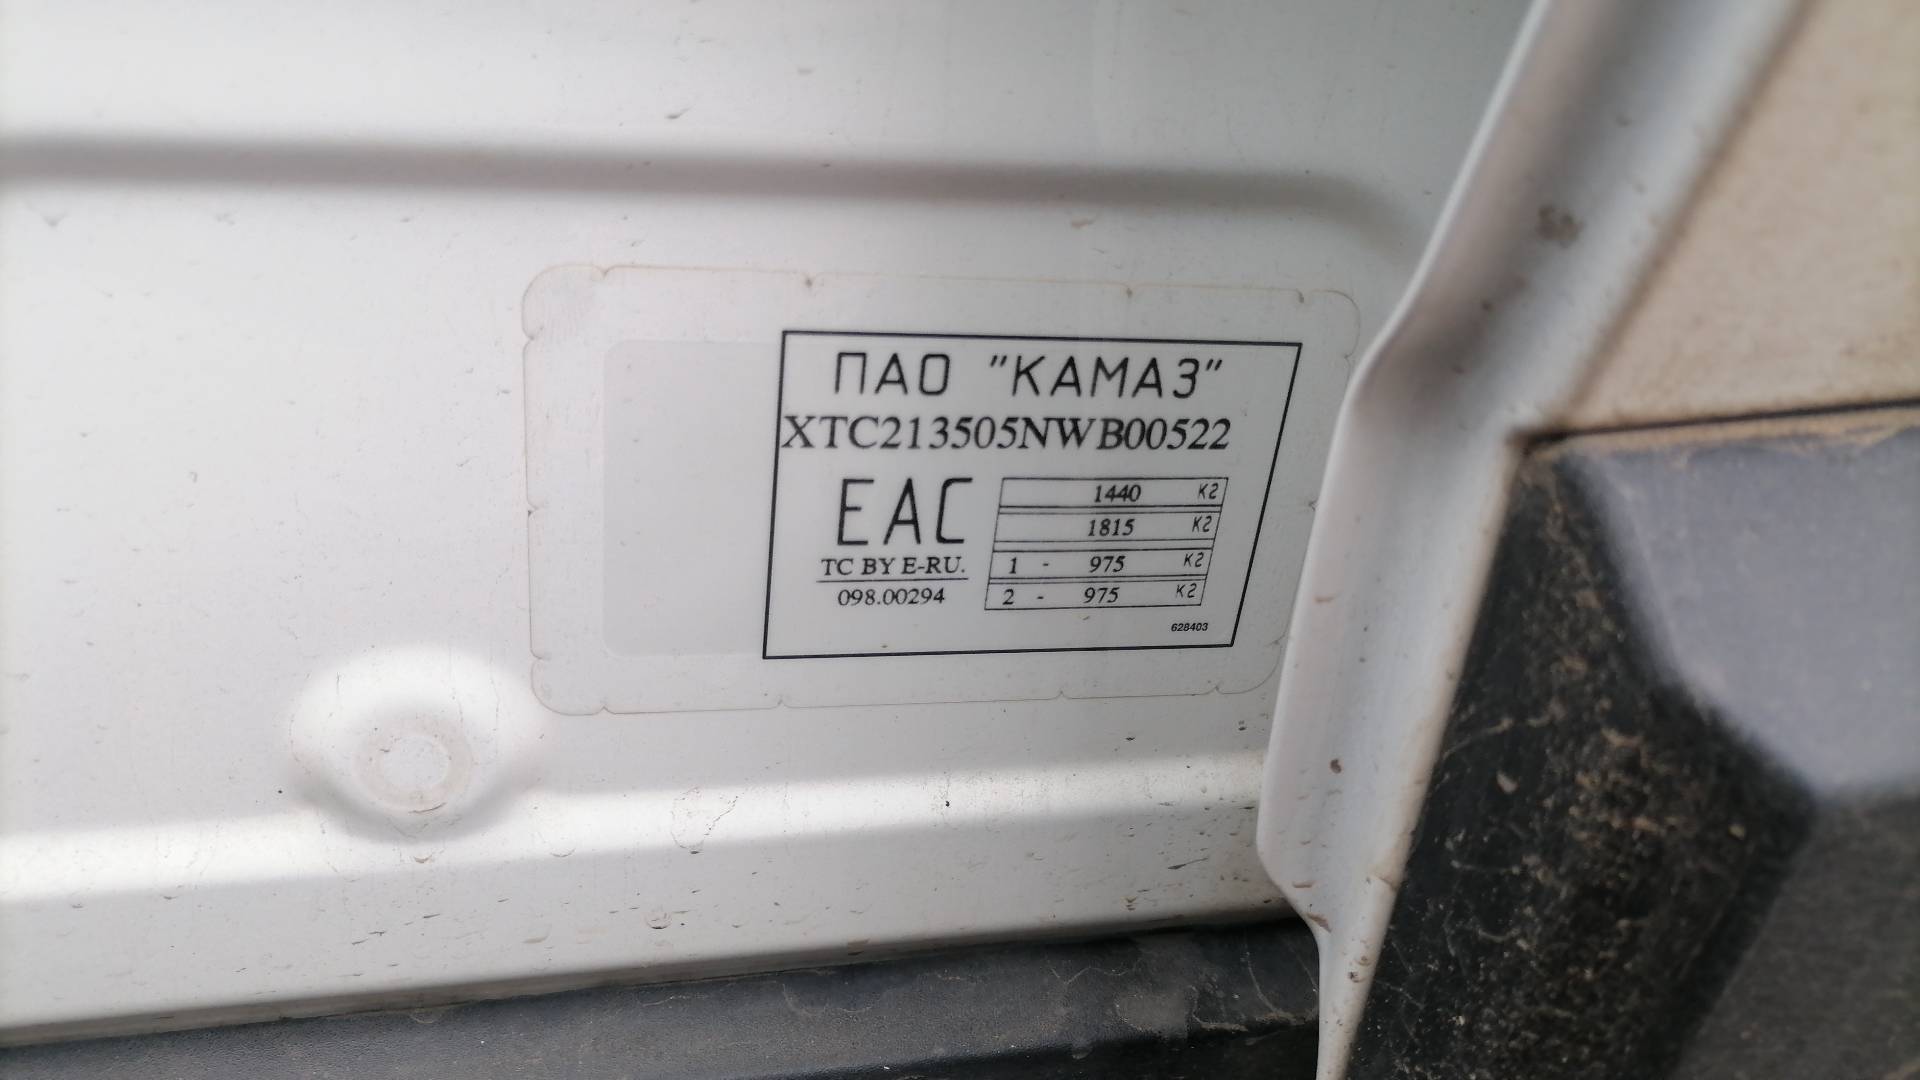 ПАО "КАМАЗ"
XTC213505NWB00522
EAC
TC BY E-RU.
098.00294
1440 кг
1815 кг
1 - 975 кг
2 - 975 кг
628403